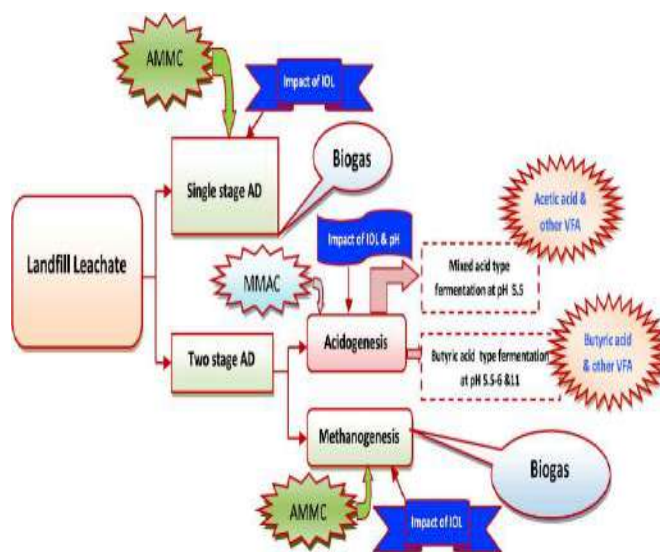 AMMC
Impact of IOL
Single stage AD
Biogas
Landfill Leachate
Acetic acid &
other VFA
Impact of IOL & pH
MMAC
Mixed acid type
fermentation at pH 5.5
Acidogenesis
Two stage AD
Butyric acid type fermentation
at pH 5.5-6 &11
Butyric acid
& other VFA
Methanogenesis
Biogas
AMMC
Impact of IOL